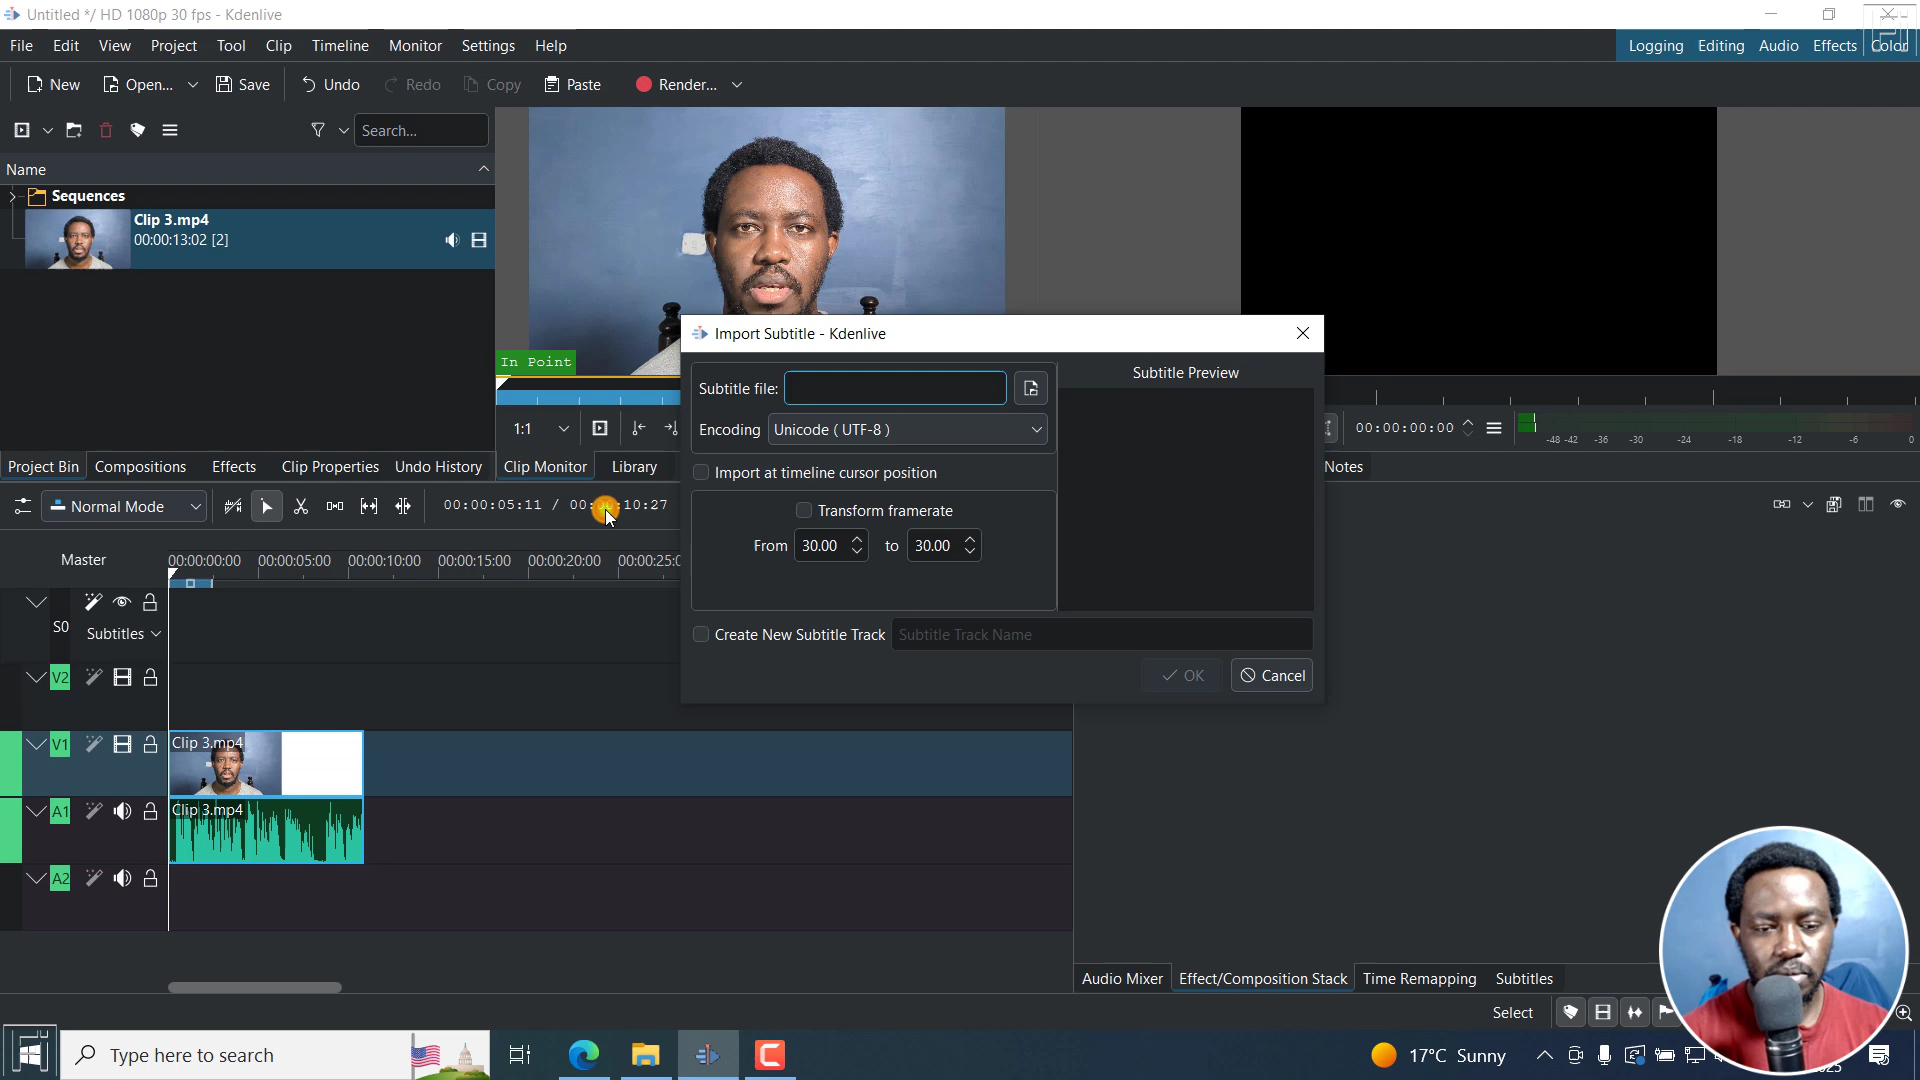 Untitled */ HD 1080p 30 fps - Kdenlive
File Edit View Project Tool Clip Timeline Monitor Settings Help
Logging Editing Audio Effects Color
New Open... Save Undo Redo Copy Paste Render...
Search...
Name
Sequences
Clip 3.mp4
00:00:13:02 [2]
In Point
Import Subtitle - Kdenlive
Subtitle file:
Subtitle Preview
Encoding Unicode ( UTF-8 )
Import at timeline cursor position
Transform framerate
From 30.00 to 30.00
Create New Subtitle Track Subtitle Track Name
OK Cancel
1:1
00:00:00:00
-48 -42 -36 -30 -24 -18 -12 -6 0
Project Bin Compositions Effects Clip Properties Undo History Clip Monitor Library Notes
Normal Mode 00:00:05:11 / 
10:27
Master 00:00:00:00 00:00:05:00 00:00:10:00 00:00:15:00 00:00:20:00 00:00:25:0
S0 Subtitles
V2
V1
Clip 3.mp4
A1
Clip 3.mp4
A2
Audio Mixer Effect/Composition Stack Time Remapping Subtitles
Select
Type here to search
17°C Sunny